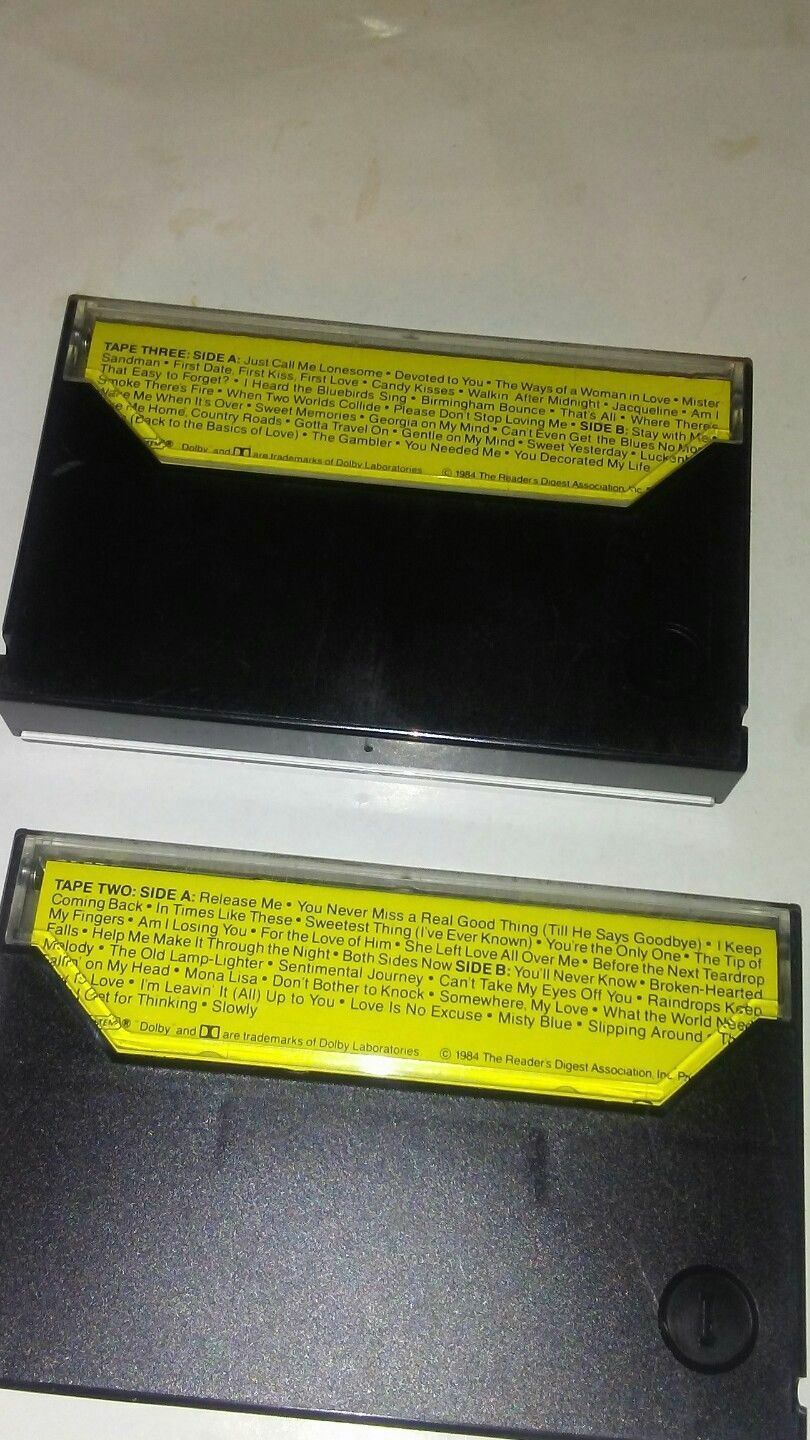 TAPE THREE: SIDE A: Just Call Me Lonesome • Devoted to You • The Ways of a Woman in Love • Mister
Sandman • First Date, First Kiss, First Love • Candy Kisses • Walkin' After Midnight • Jacqueline • Am I
That Easy to Forget? • I Heard the Bluebirds Sing • Birmingham Bounce • That's All • Where There's
Smoke There's Fire • When Two Worlds Collide • Please Don't Stop Loving Me • SIDE B: Stay with Me •
Me When It's Over • Sweet Memories • Georgia on My Mind • Can't Even Get the Blues No More
Me Home, Country Roads • Gotta Travel On • Gentle on My Mind • Sweet Yesterday •
(Back to the Basics of Love) • The Gambler • You Needed Me • You Decorated My Life
® Dolby and are trademarks of Dolby Laboratories © 1984 The Reader's Digest Association, Inc.
TAPE TWO: SIDE A: Release Me • You Never Miss a Real Good Thing (Till He Says Goodbye) • I Keep
Coming Back • In Times Like These • Sweetest Thing (I've Ever Known) • You're the Only One • The Tip of
My Fingers • Am I Losing You • For the Love of Him • She Left Love All Over Me • Before the Next Teardrop
Falls • Help Me Make It Through the Night • Both Sides Now SIDE B: You'll Never Know • Broken-Hearted
Melody • The Old Lamp-Lighter • Sentimental Journey • Can't Take My Eyes Off You • Raindrops Keep
on My Head • Mona Lisa • Don't Bother to Knock • Somewhere, My Love • What the World Needs
Love • I'm Leavin' It (All) Up to You • Love Is No Excuse • Misty Blue • Slipping Around •
Get for Thinking • Slowly
® Dolby and are trademarks of Dolby Laboratories © 1984 The Reader's Digest Association, Inc.